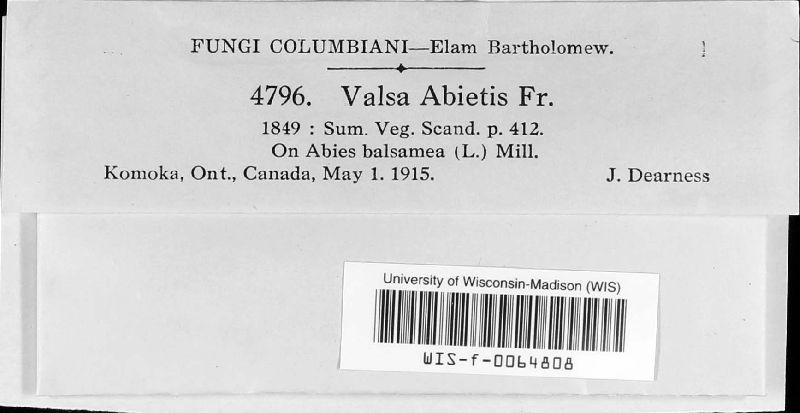 FUNGI COLUMBIANI—Elam Bartholomew.
4796. Valsa Abietis Fr.
1849 : Sum. Veg. Scand. p. 412.
On Abies balsamea (L.) Mill.
Komoka, Ont., Canada, May 1. 1915. J. Dearness
University of Wisconsin-Madison (WIS)
WIS-f-0064808